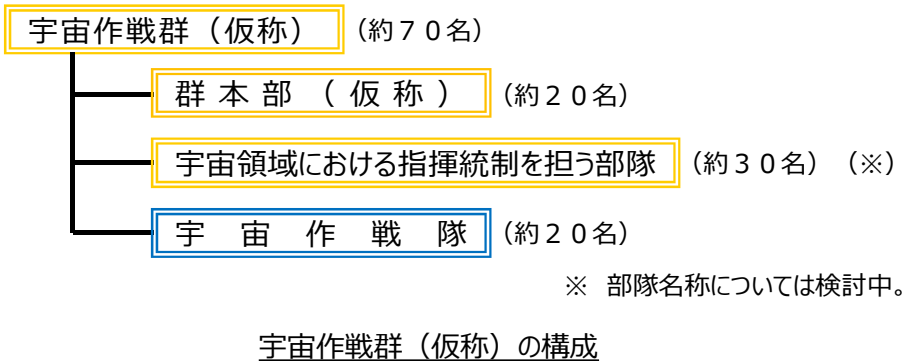 宇宙作戦群（仮称）（約７０名）
群本部（仮称）（約２０名）
宇宙領域における指揮統制を担う部隊（約３０名）（※）
宇宙作戦隊（約２０名）
※　部隊名称については検討中。
宇宙作戦群（仮称）の構成